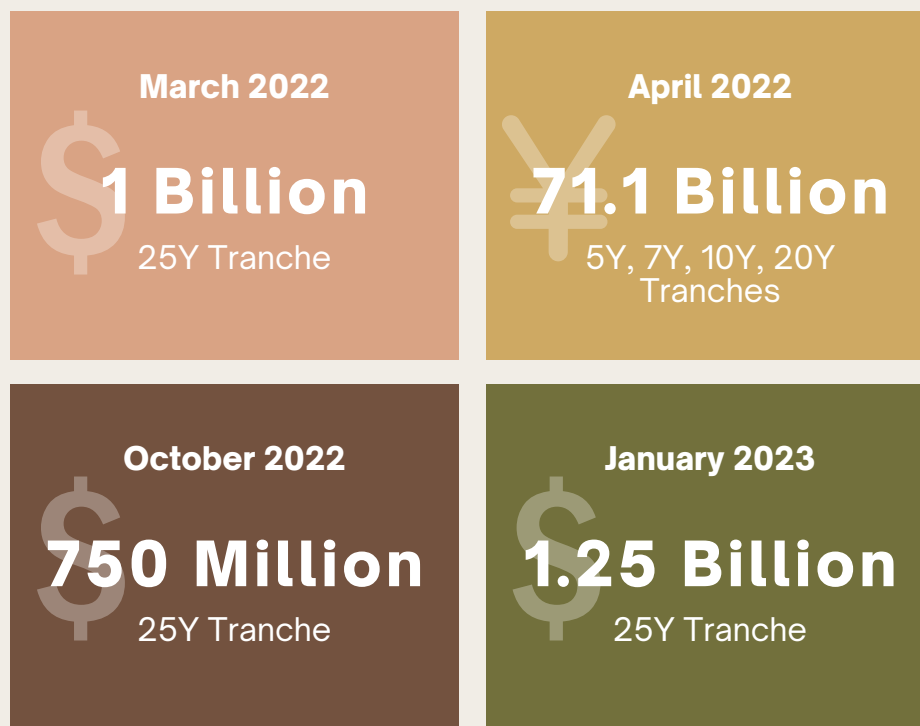 March 2022
$ 1 Billion
25Y Tranche
April 2022
¥ 71.1 Billion
5Y, 7Y, 10Y, 20Y
Tranches
October 2022
$ 750 Million
25Y Tranche
January 2023
$ 1.25 Billion
25Y Tranche